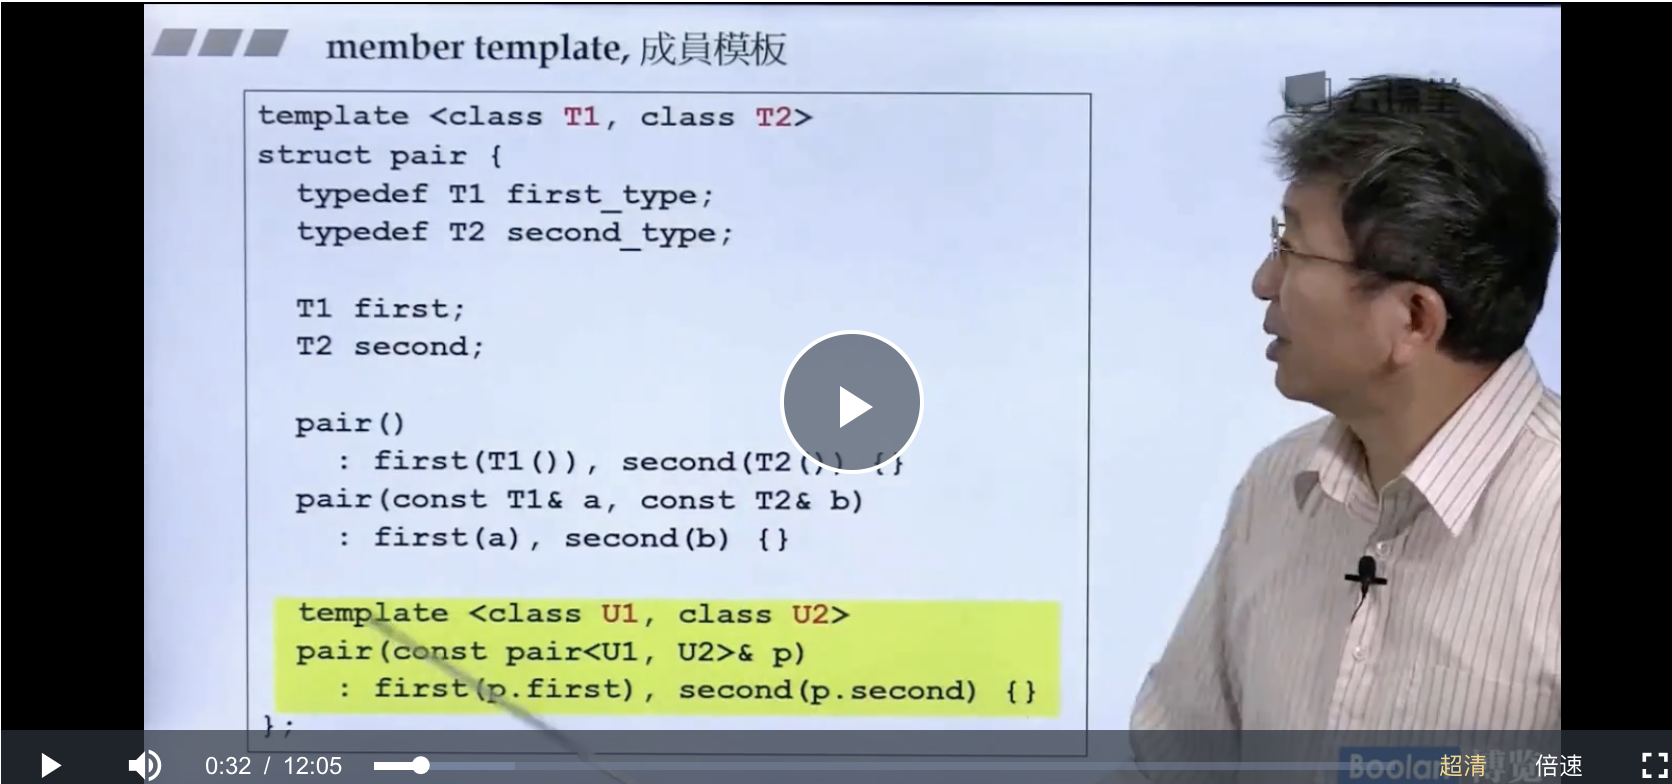 member template, 成員模板
template <class T1, class T2>
struct pair {
typedef T1 first_type;
typedef T2 second_type;
T1 first;
T2 second;
pair()
: first(T1()), second(T2()) {}
pair(const T1& a, const T2& b)
: first(a), second(b) {}
template <class U1, class U2>
pair(const pair<U1, U2>& p)
: first(p.first), second(p.second) {}
};
0:32 / 12:05
Boolan 博览
超清
倍速